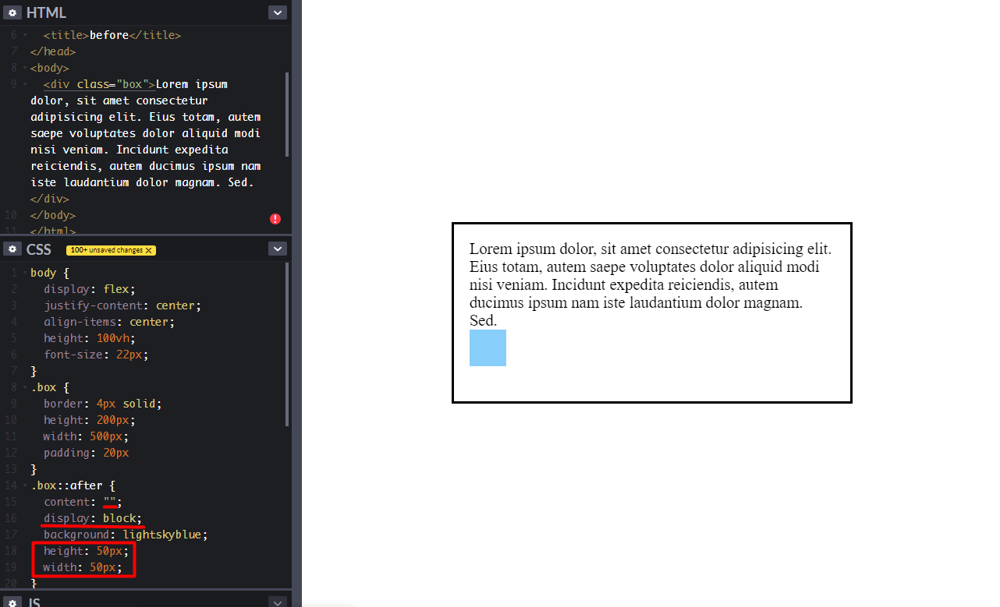 HTML
6 <title>before</title>
7 </head>
8 <body>
9 <div class="box">Lorem ipsum
dolor, sit amet consectetur
adipisicing elit. Eius totam, autem
saepe voluptates dolor aliquid modi
nisi veniam. Incidunt expedita
reiciendis, autem ducimus ipsum nam
iste laudantium dolor magnam. Sed.
</div>
10 </body>
11 </html>
CSS 100+ unsaved changes X
1 body {
2 display: flex;
3 justify-content: center;
4 align-items: center;
5 height: 100vh;
6 font-size: 22px;
7 }
8 .box {
9 border: 4px solid;
10 height: 200px;
11 width: 500px;
12 padding: 20px
13 }
14 .box::after {
15 content: "";
16 display: block;
17 background: lightskyblue;
18 height: 50px;
19 width: 50px;
20 }
JS
Lorem ipsum dolor, sit amet consectetur adipisicing elit.
Eius totam, autem saepe voluptates dolor aliquid modi
nisi veniam. Incidunt expedita reiciendis, autem
ducimus ipsum nam iste laudantium dolor magnam.
Sed.